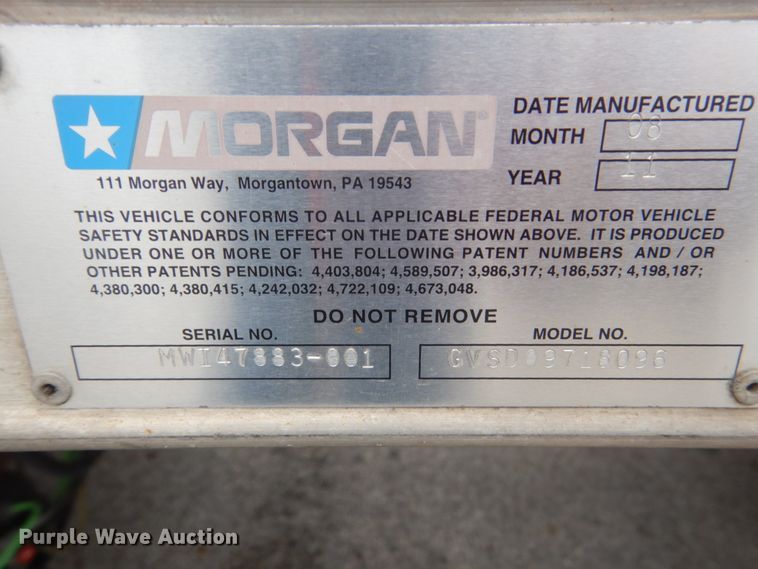 MORGAN®
DATE MANUFACTURED
MONTH 08
YEAR 11
111 Morgan Way, Morgantown, PA 19543
THIS VEHICLE CONFORMS TO ALL APPLICABLE FEDERAL MOTOR VEHICLE
SAFETY STANDARDS IN EFFECT ON THE DATE SHOWN ABOVE. IT IS PRODUCED
UNDER ONE OR MORE OF THE FOLLOWING PATENT NUMBERS AND / OR
OTHER PATENTS PENDING: 4,403,804; 4,589,507; 3,986,317; 4,186,537; 4,198,187;
4,380,300; 4,380,415; 4,242,032; 4,722,109; 4,673,048.
DO NOT REMOVE
SERIAL NO. MODEL NO.
MWI47883-001 GVSD09716096
Purple Wave Auction